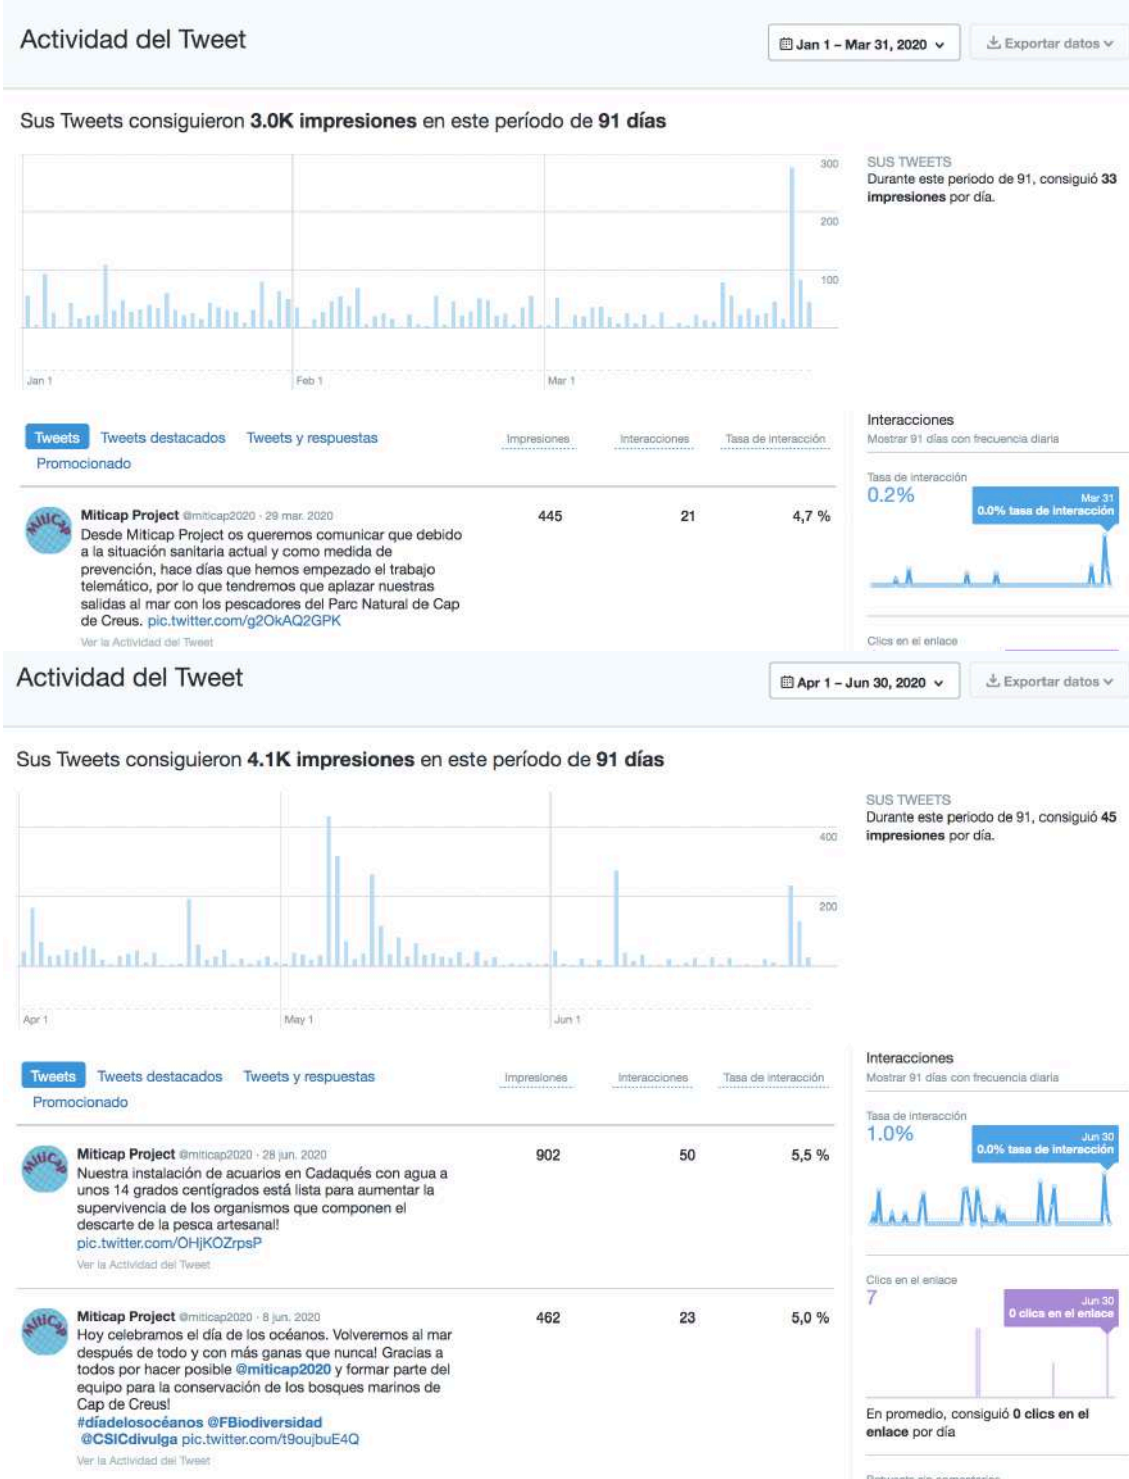 Actividad del Tweet
Jan 1 – Mar 31, 2020
Exportar datos
Sus Tweets consiguieron 3.0K impresiones en este período de 91 días
300
200
100
Jan 1
Feb 1
Mar 1
SUS TWEETS
Durante este periodo de 91, consiguió 33
impresiones por día.
Tweets Tweets destacados Tweets y respuestas
Promocionado
Impresiones Interacciones Tasa de interacción
MitiCap
Miticap Project @miticap2020 · 29 mar. 2020
Desde Miticap Project os queremos comunicar que debido
a la situación sanitaria actual y como medida de
prevención, hace días que hemos empezado el trabajo
telemático, por lo que tendremos que aplazar nuestras
salidas al mar con los pescadores del Parc Natural de Cap
de Creus. pic.twitter.com/g2OkAQ2GPK
Ver la Actividad del Tweet
445 21 4,7 %
Interacciones
Mostrar 91 días con frecuencia diaria
Tasa de interacción
0.2%
Mar 31
0.0% tasa de interacción
Clics en el enlace
Actividad del Tweet
Apr 1 – Jun 30, 2020
Exportar datos
Sus Tweets consiguieron 4.1K impresiones en este período de 91 días
400
200
Apr 1
May 1
Jun 1
SUS TWEETS
Durante este periodo de 91, consiguió 45
impresiones por día.
Tweets Tweets destacados Tweets y respuestas
Promocionado
Impresiones Interacciones Tasa de interacción
MitiCap
Miticap Project @miticap2020 · 28 jun. 2020
Nuestra instalación de acuarios en Cadaqués con agua a
unos 14 grados centígrados está lista para aumentar la
supervivencia de los organismos que componen el
descarte de la pesca artesanal!
pic.twitter.com/OHjKOZrpsP
Ver la Actividad del Tweet
902 50 5,5 %
MitiCap
Miticap Project @miticap2020 · 8 jun. 2020
Hoy celebramos el día de los océanos. Volveremos al mar
después de todo y con más ganas que nunca! Gracias a
todos por hacer posible @miticap2020 y formar parte del
equipo para la conservación de los bosques marinos de
Cap de Creus!
#díadelosocéanos @FBiodiversidad
@CSICdivulga pic.twitter.com/t9oujbuE4Q
Ver la Actividad del Tweet
462 23 5,0 %
Interacciones
Mostrar 91 días con frecuencia diaria
Tasa de interacción
1.0%
Jun 30
0.0% tasa de interacción
Clics en el enlace
7
Jun 30
0 clics en el enlace
En promedio, consiguió 0 clics en el
enlace por día